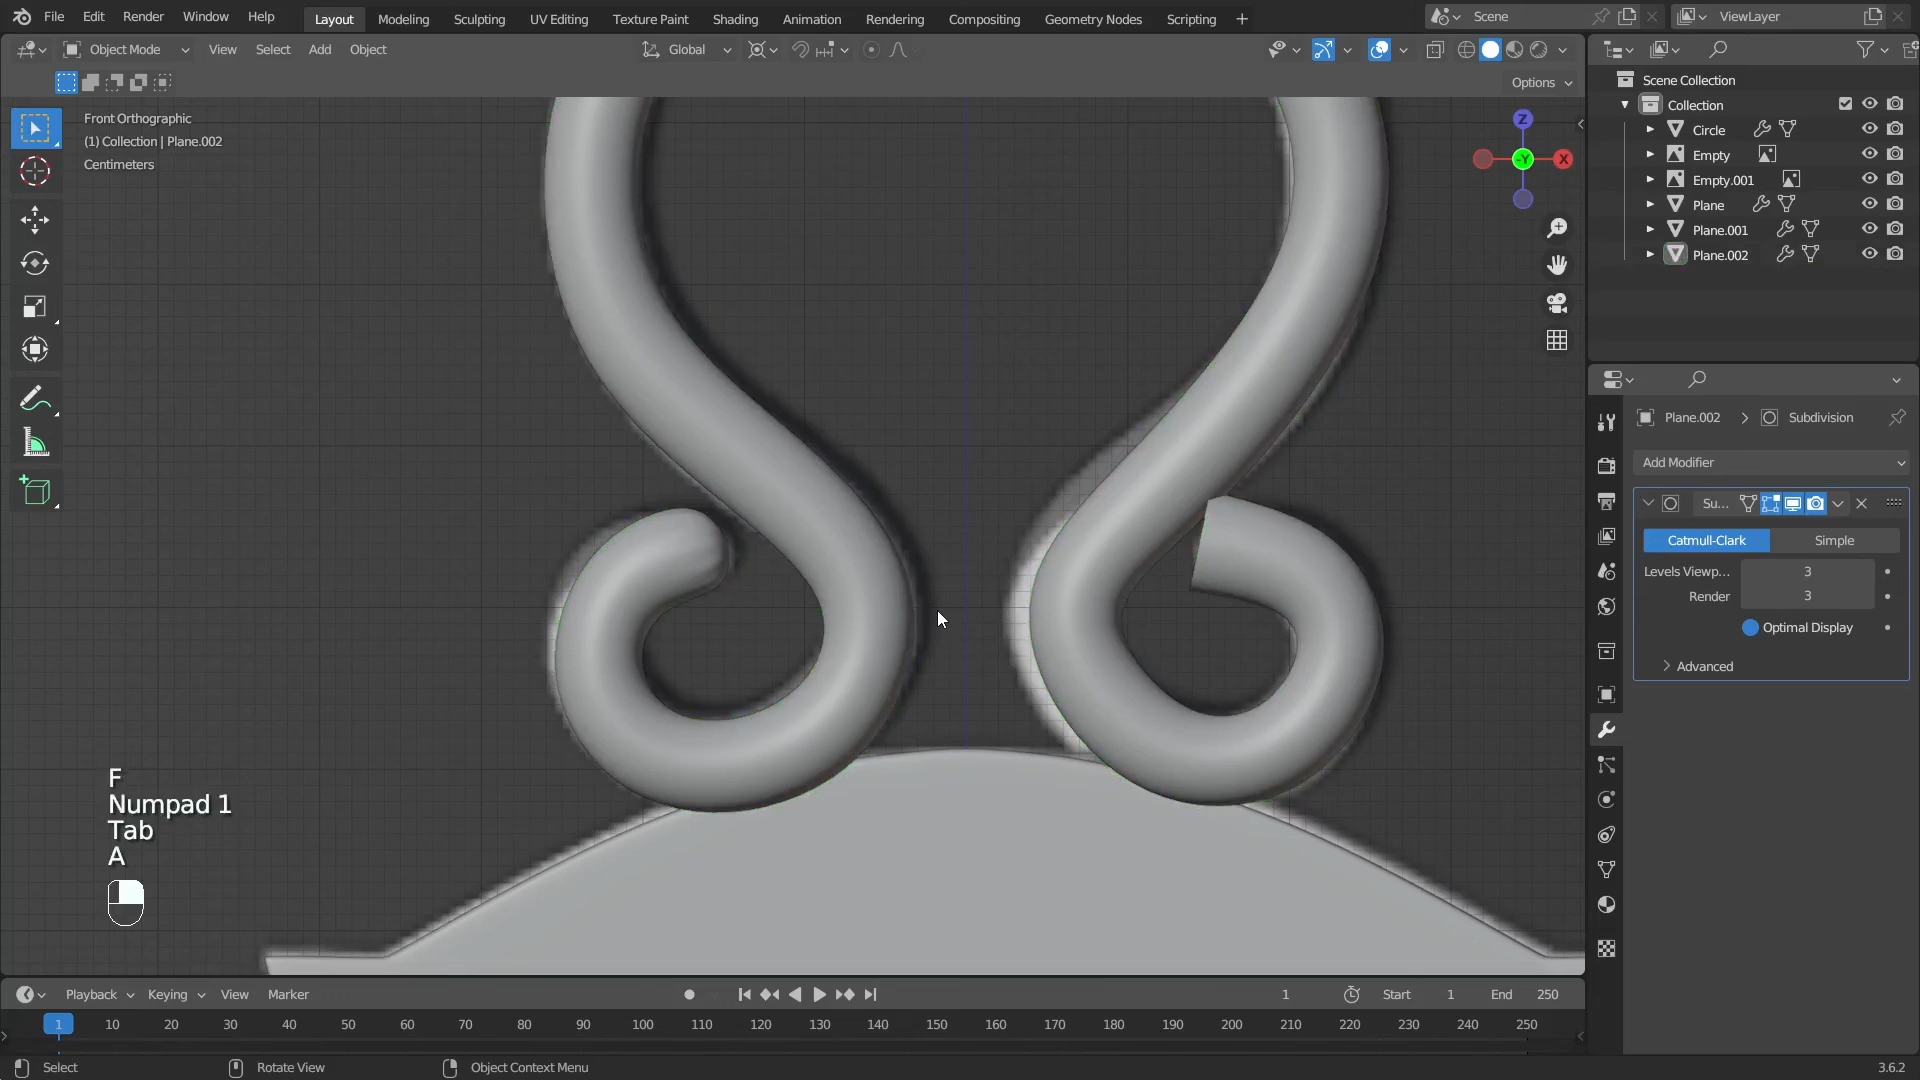 File Edit Render Window Help Layout Modeling Sculpting UV Editing Texture Paint Shading Animation Rendering Compositing Geometry Nodes Scripting + Scene ViewLayer
Object Mode View Select Add Object Global
Options
Front Orthographic
(1) Collection | Plane.002
Centimeters
Z
-Y
X
Scene Collection
Collection
Circle
Empty
Empty.001
Plane
Plane.001
Plane.002
Plane.002 > Subdivision
Add Modifier
Su...
Catmull-Clark Simple
Levels Viewp... 3
Render 3
Optimal Display
Advanced
F
Numpad 1
Tab
A
Playback Keying View Marker 1 Start 1 End 250
1 10 20 30 40 50 60 70 80 90 100 110 120 130 140 150 160 170 180 190 200 210 220 230 240 250
Select Rotate View Object Context Menu 3.6.2